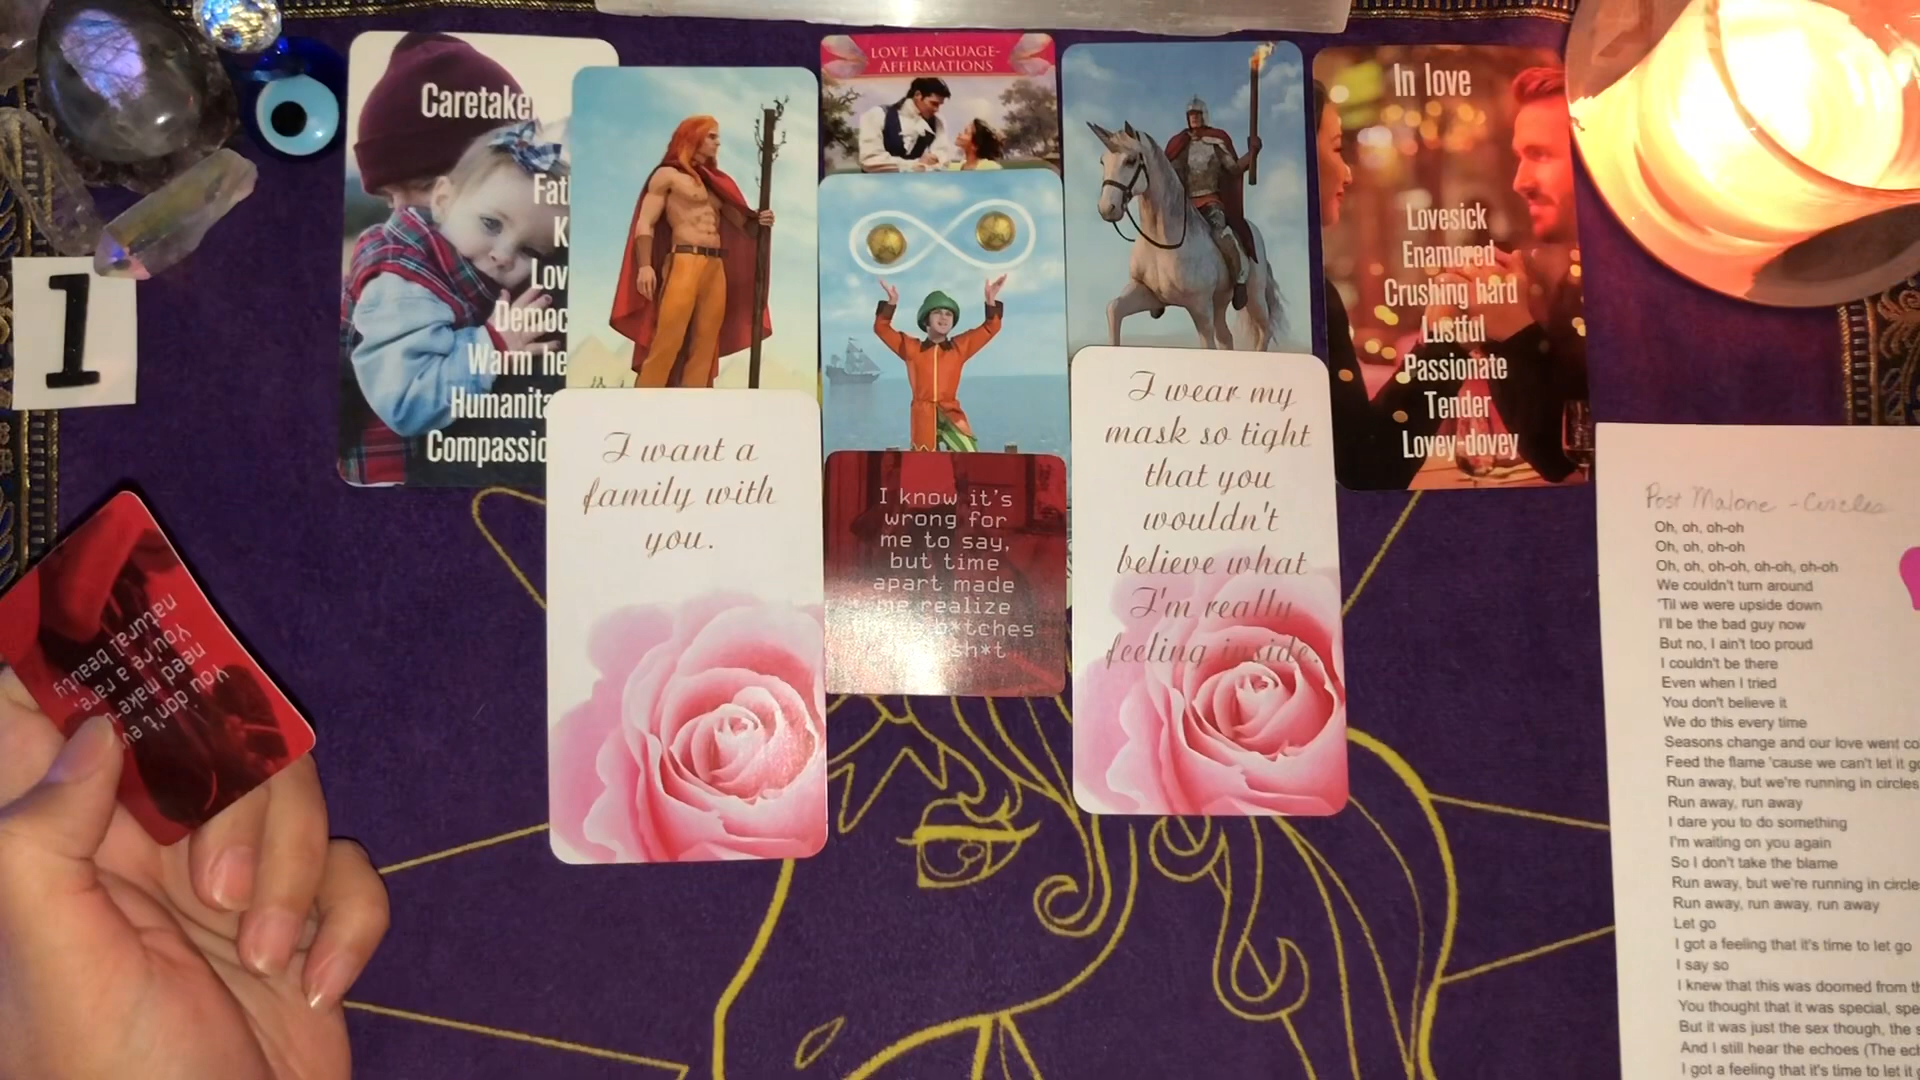 1
Caretake
Fat
K
Lov
Democ
Warm he
Humanita
Compassio
LOVE LANGUAGE-
AFFIRMATIONS
In love
Lovesick
Enamored
Crushing hard
Lustful
Passionate
Tender
Lovey-dovey
I want a
family with
you.
I know it's
wrong for
me to say,
but time
apart made
me realize
b*tches
sh*t
I wear my
mask so tight
that you
wouldn't
believe what
I'm really
feeling inside.
You don't ev
need make-u
You're a rare,
natural beauty
Post Malone - Circles
Oh, oh, oh-oh
Oh, oh, oh-oh
Oh, oh, oh-oh, oh-oh, oh-oh
We couldn't turn around
'Til we were upside down
I'll be the bad guy now
But no, I ain't too proud
I couldn't be there
Even when I tried
You don't believe it
We do this every time
Seasons change and our love went co
Feed the flame 'cause we can't let it go
Run away, but we're running in circles
Run away, run away
I dare you to do something
I'm waiting on you again
So I don't take the blame
Run away, but we're running in circle
Run away, run away, run away
Let go
I got a feeling that it's time to let go
I say so
I knew that this was doomed from th
You thought that it was special, spe
But it was just the sex though, the s
And I still hear the echoes (The ech
I got a feeling that it's time to let i